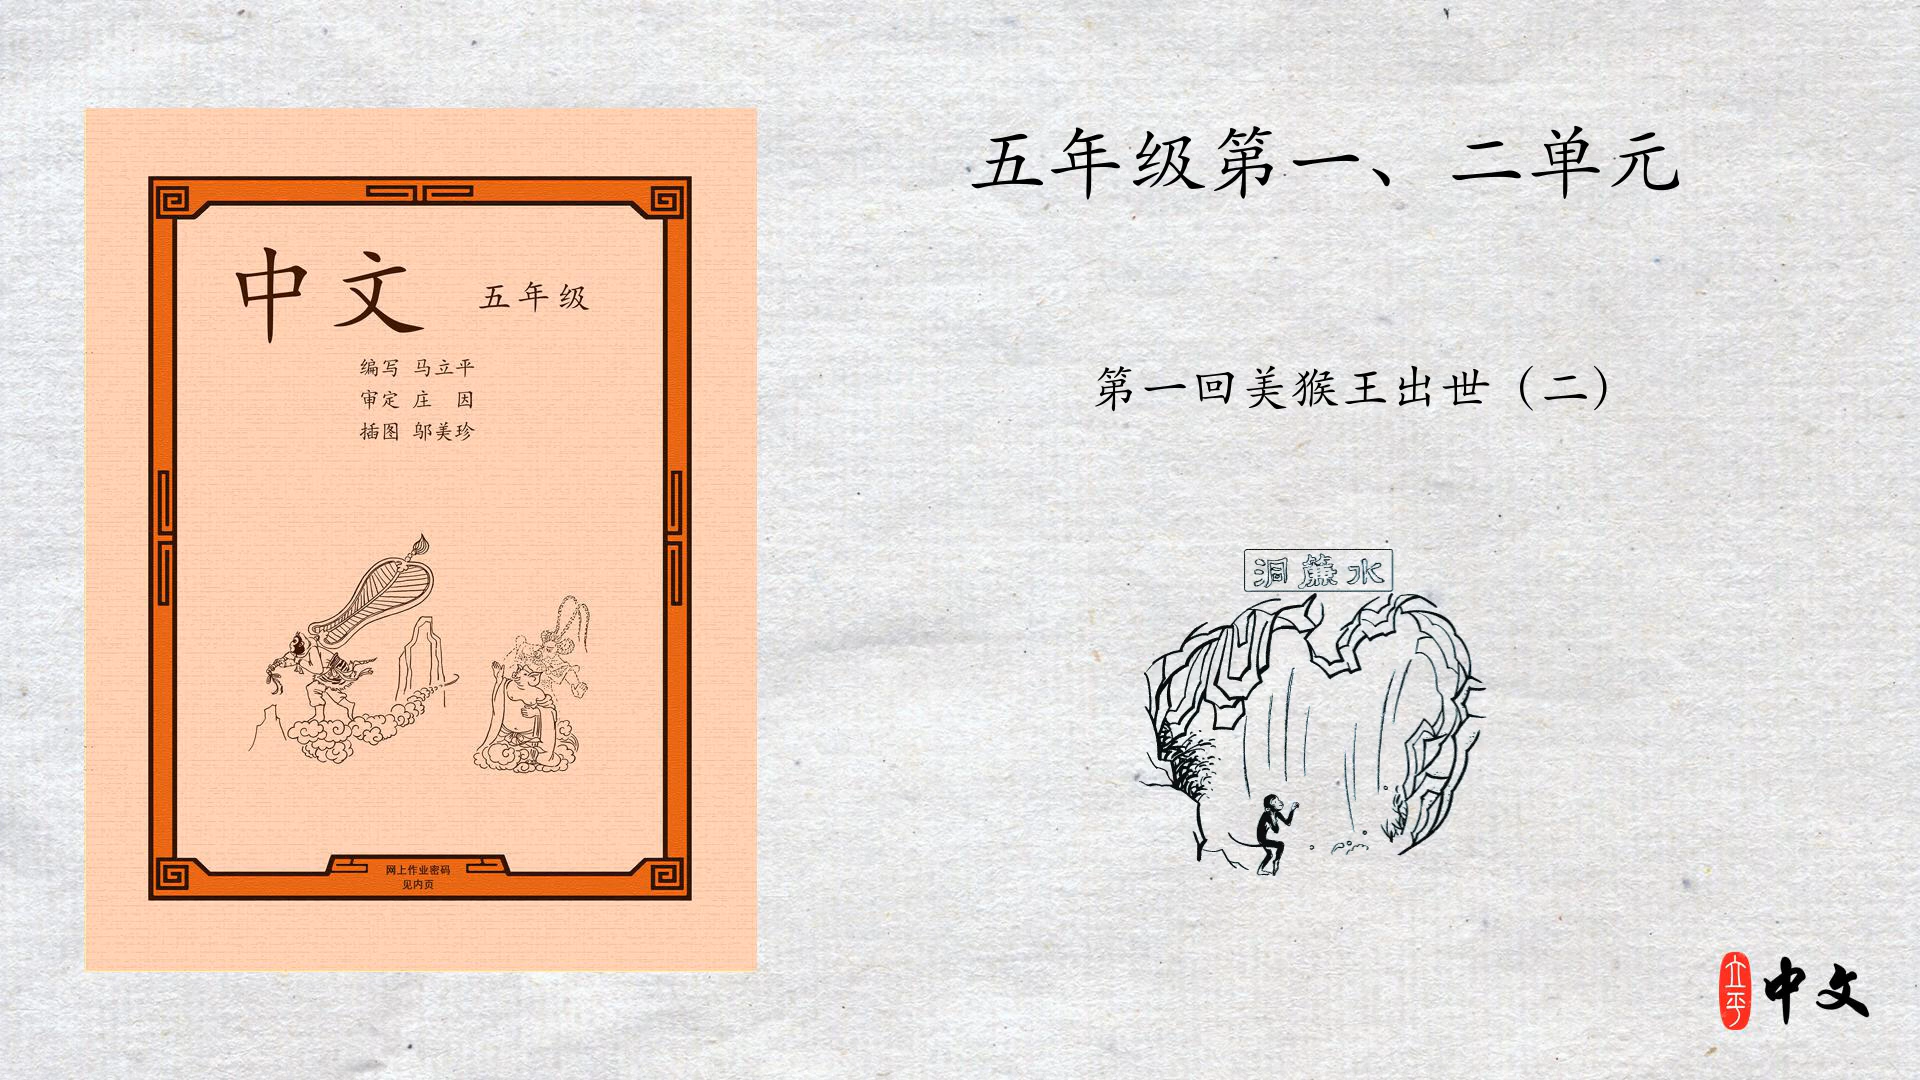 中文 五年级
编写 马立平
审定 庄 因
插图 邬美珍
网上作业密码
见内页
五年级第一、二单元
第一回美猴王出世（二）
洞簾水
立平 中文